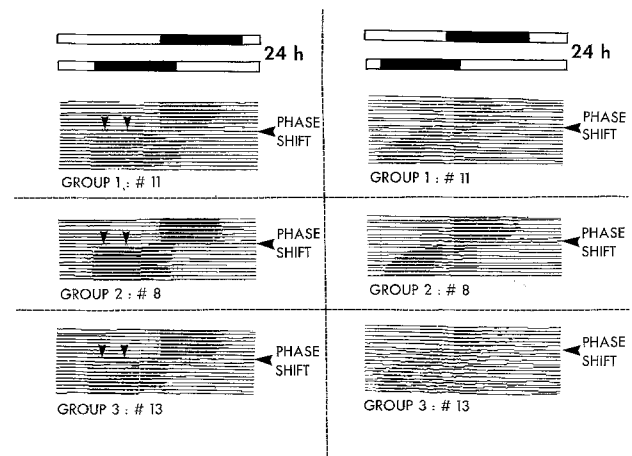 24 h
PHASE
SHIFT
GROUP 1 : # 11
PHASE
SHIFT
GROUP 2 : # 8
PHASE
SHIFT
GROUP 3 : # 13
24 h
PHASE
SHIFT
GROUP 1 : # 11
PHASE
SHIFT
GROUP 2 : # 8
PHASE
SHIFT
GROUP 3 : # 13